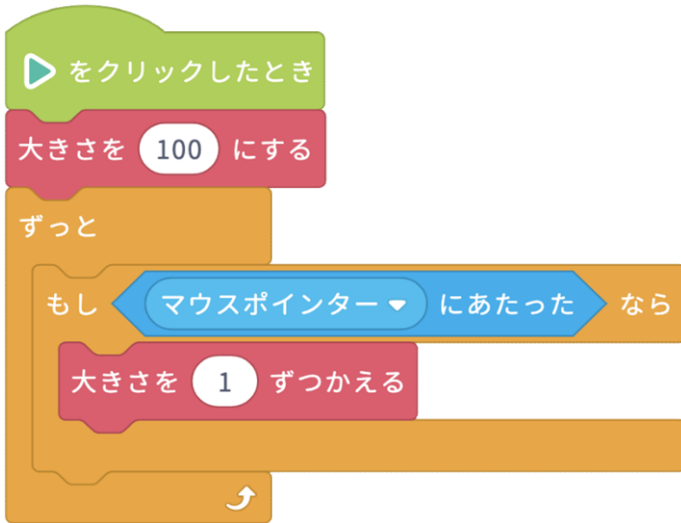 をクリックしたとき
大きさを 100 にする
ずっと
もし マウスポインター にあたった なら
大きさを 1 ずつかえる